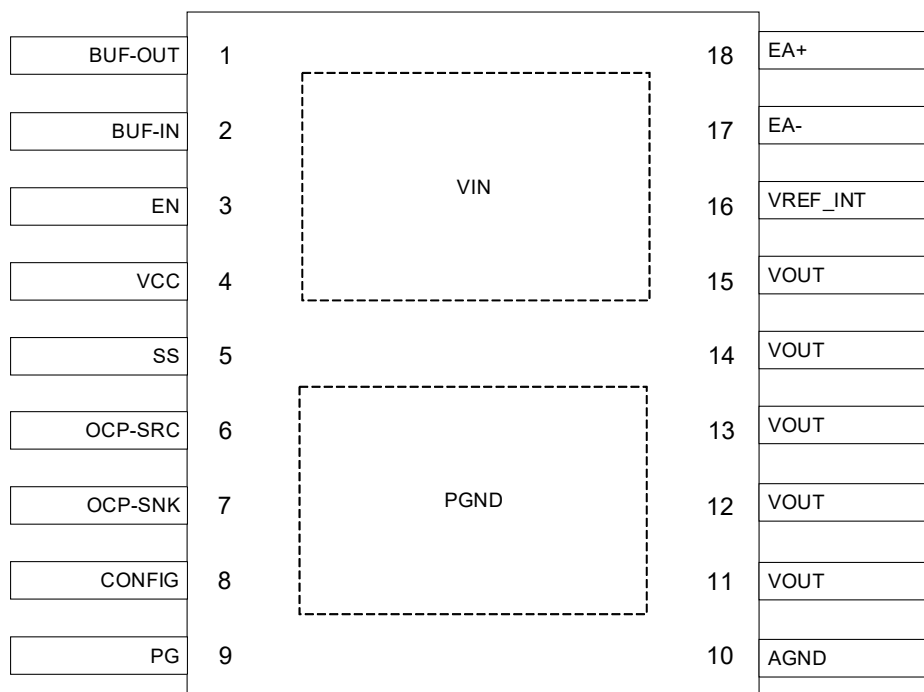 BUF-OUT 1 18 EA+
BUF-IN 2 17 EA-
EN 3 VIN 16 VREF_INT
VCC 4 15 VOUT
SS 5 14 VOUT
OCP-SRC 6 13 VOUT
OCP-SNK 7 PGND 12 VOUT
CONFIG 8 11 VOUT
PG 9 10 AGND